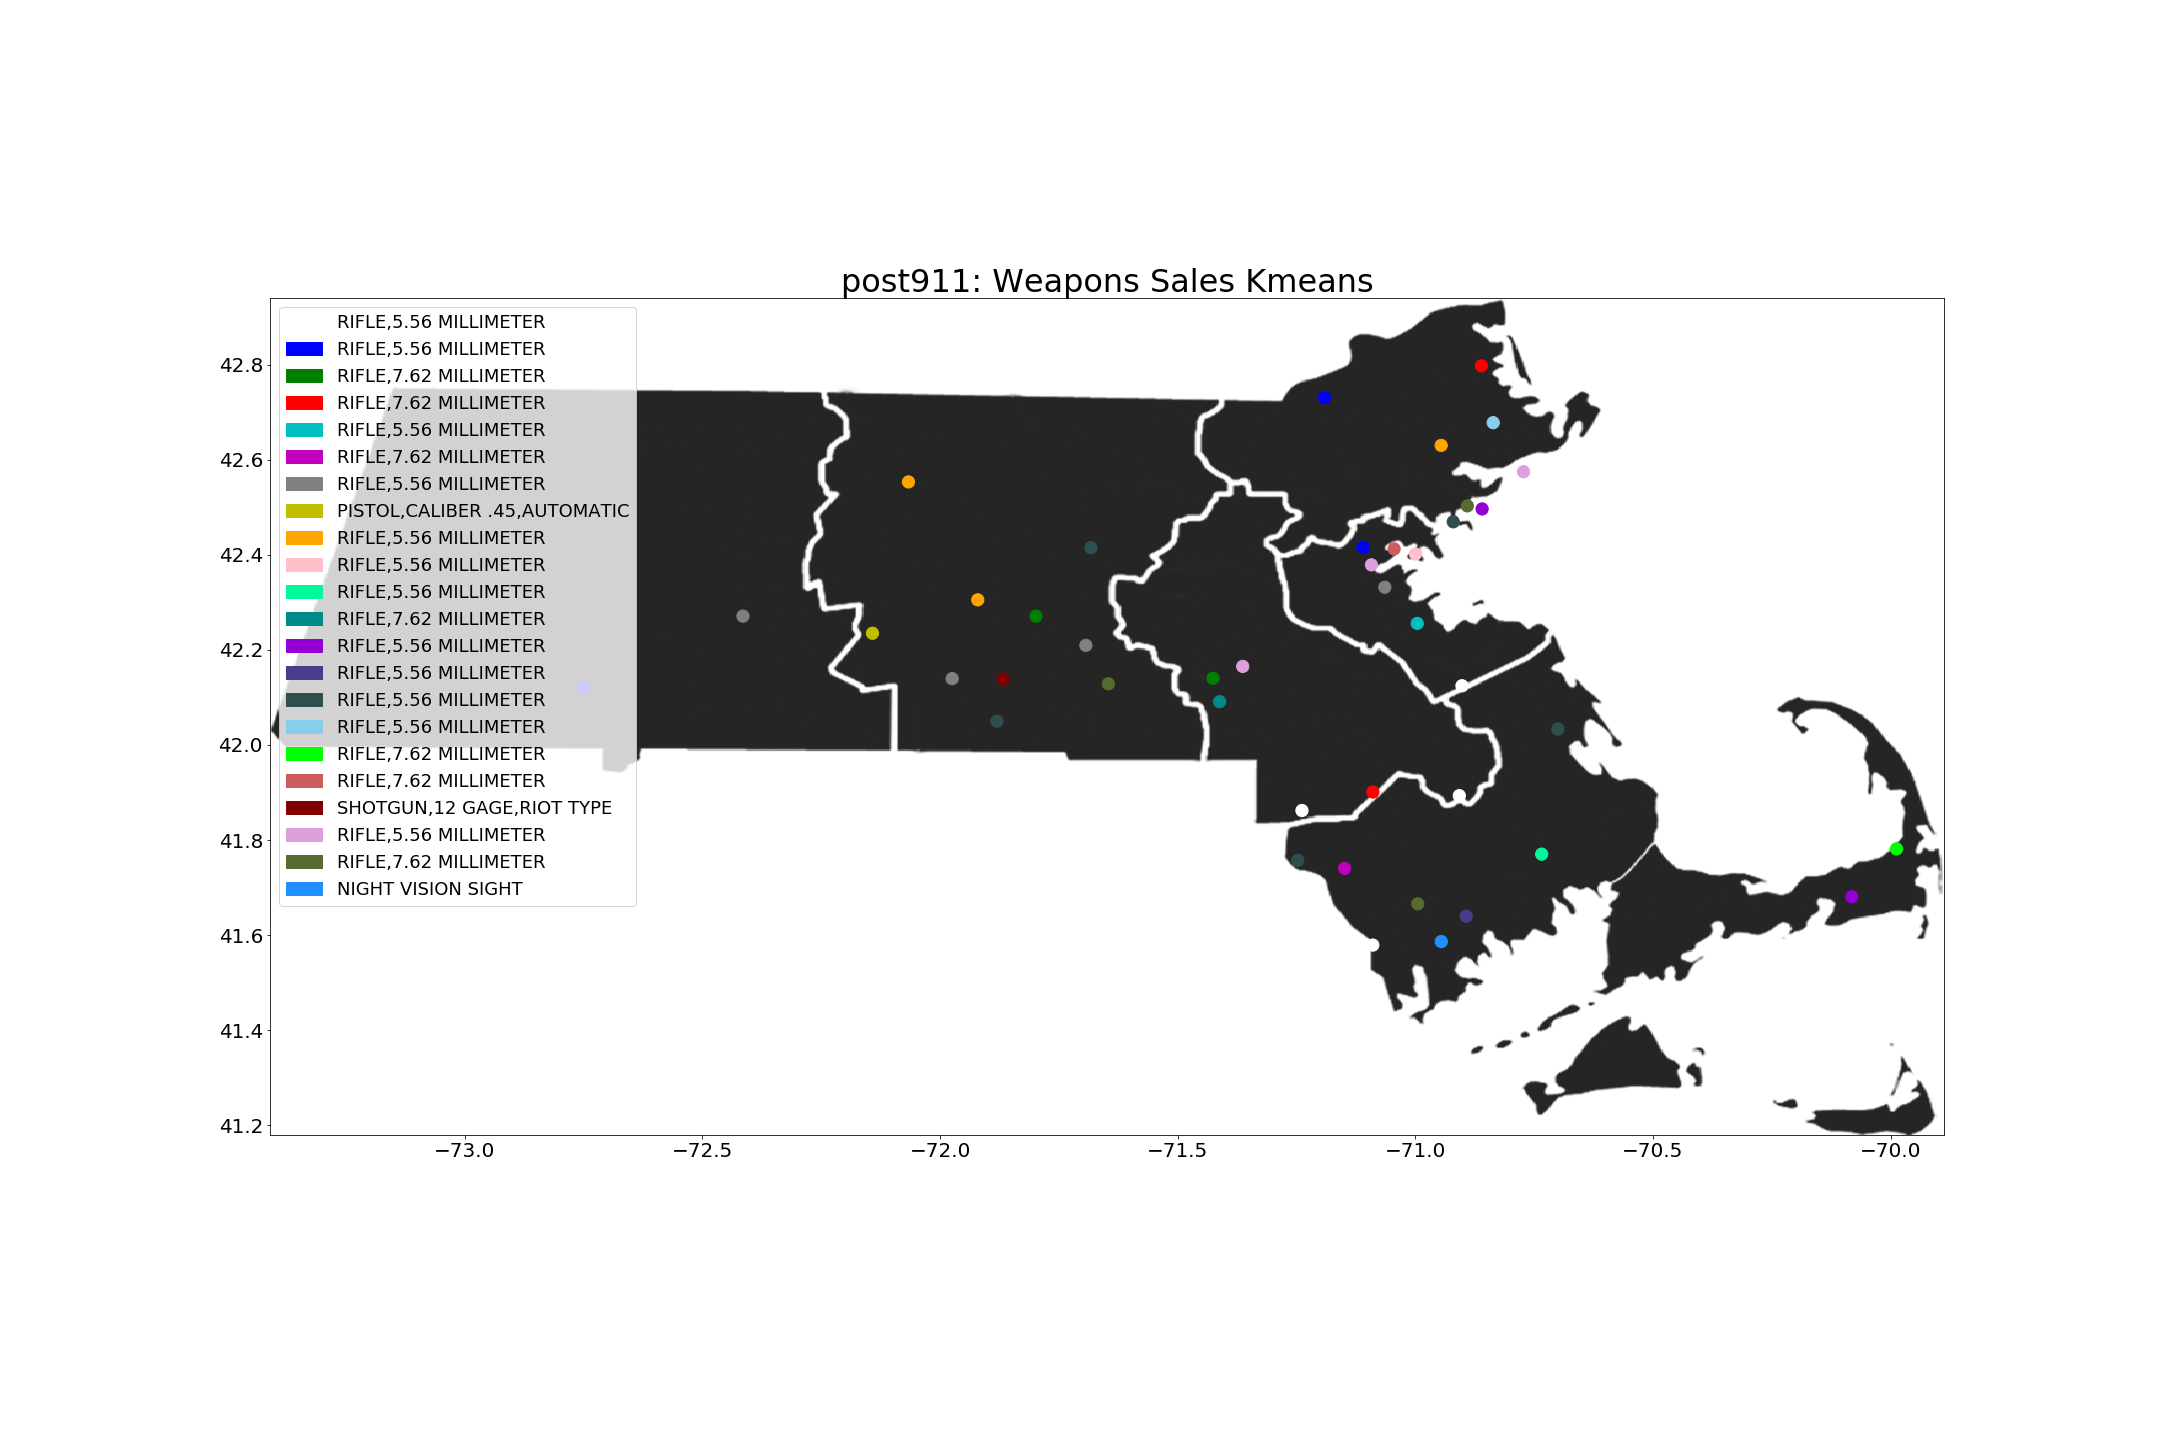 post911: Weapons Sales Kmeans
RIFLE,5.56 MILLIMETER
RIFLE,5.56 MILLIMETER
RIFLE,7.62 MILLIMETER
RIFLE,7.62 MILLIMETER
RIFLE,5.56 MILLIMETER
RIFLE,7.62 MILLIMETER
RIFLE,5.56 MILLIMETER
PISTOL,CALIBER .45,AUTOMATIC
RIFLE,5.56 MILLIMETER
RIFLE,5.56 MILLIMETER
RIFLE,5.56 MILLIMETER
RIFLE,7.62 MILLIMETER
RIFLE,5.56 MILLIMETER
RIFLE,5.56 MILLIMETER
RIFLE,5.56 MILLIMETER
RIFLE,5.56 MILLIMETER
RIFLE,7.62 MILLIMETER
RIFLE,7.62 MILLIMETER
SHOTGUN,12 GAGE,RIOT TYPE
RIFLE,5.56 MILLIMETER
RIFLE,7.62 MILLIMETER
NIGHT VISION SIGHT
42.8
42.6
42.4
42.2
42.0
41.8
41.6
41.4
41.2
−73.0 −72.5 −72.0 −71.5 −71.0 −70.5 −70.0